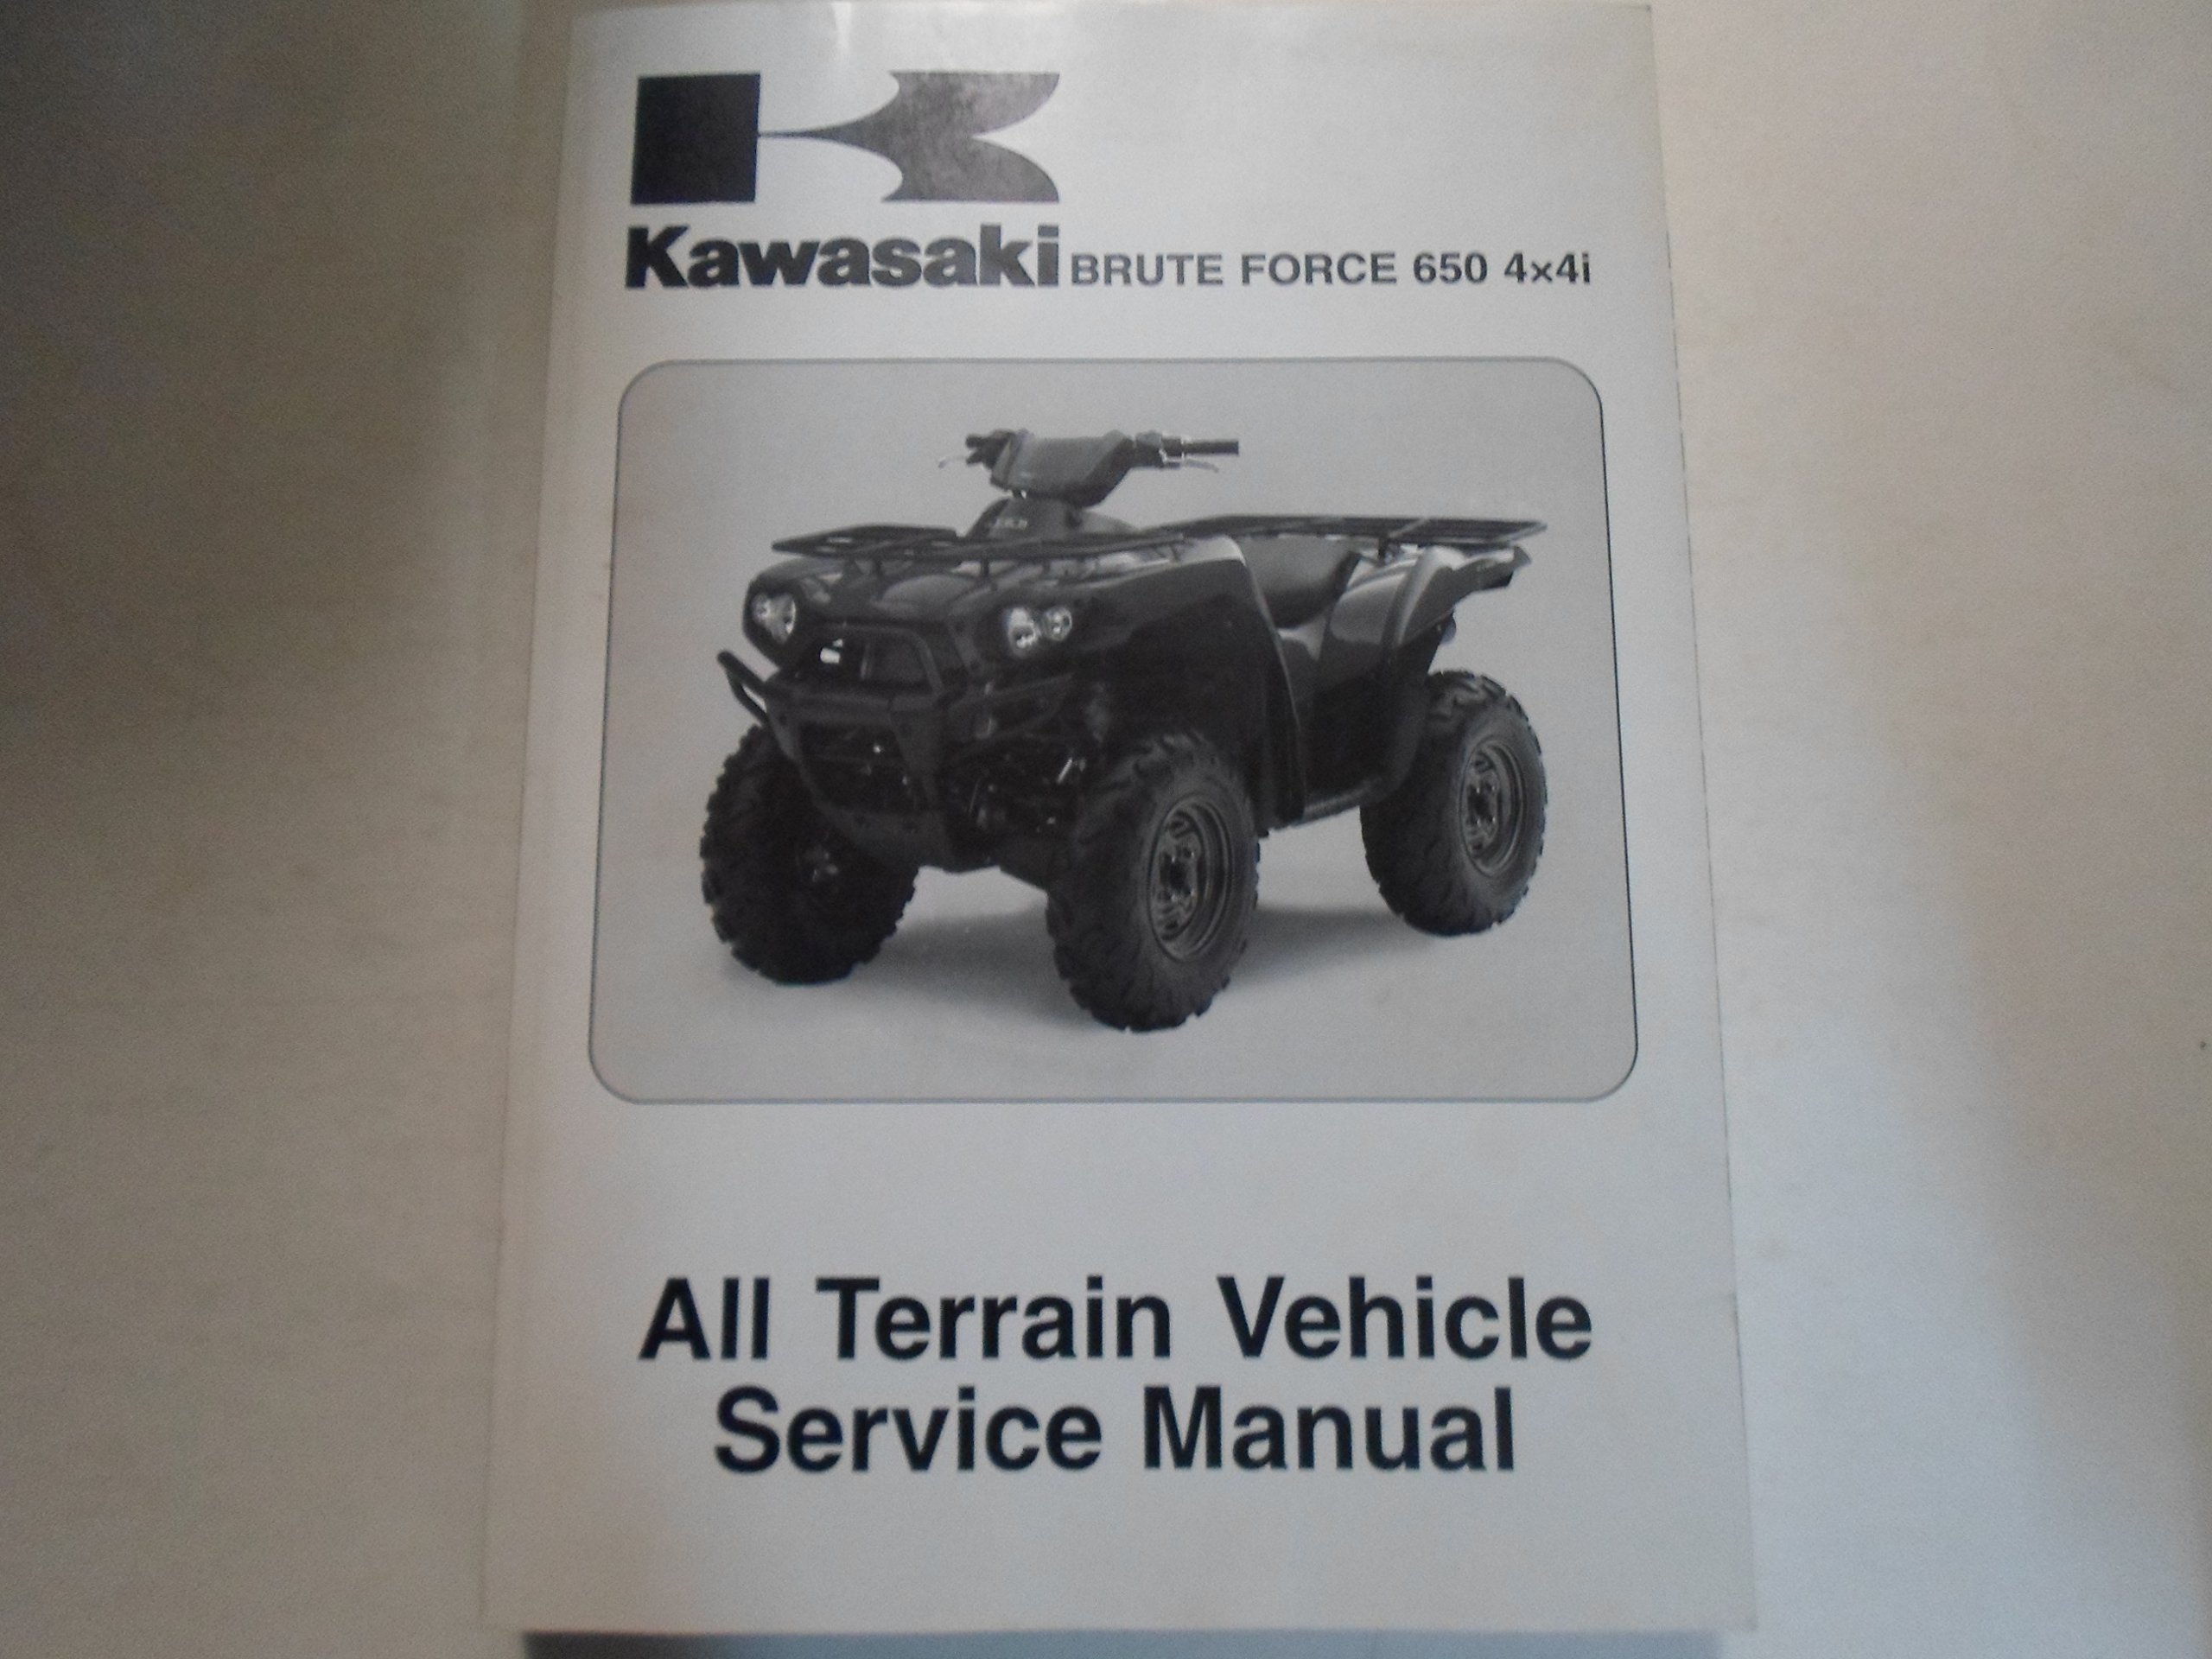 Kawasaki BRUTE FORCE 650 4x4i
All Terrain Vehicle
Service Manual